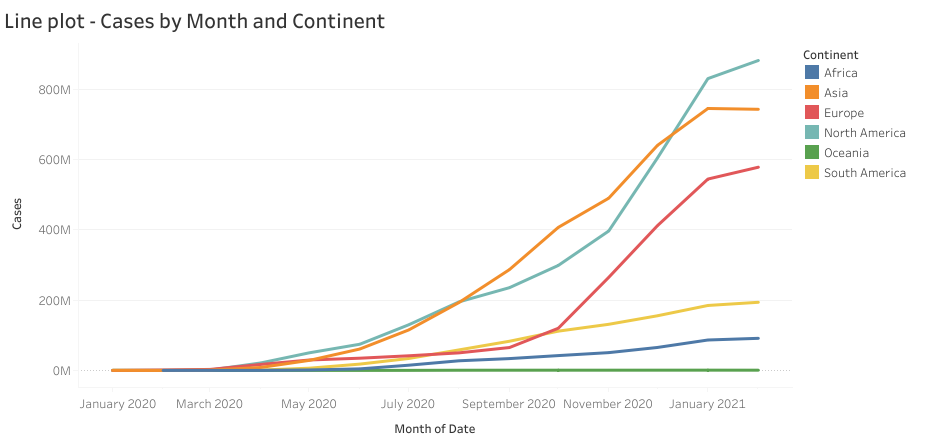 Line plot - Cases by Month and Continent
Continent
Africa
Asia
Europe
North America
Oceania
South America
800M
600M
400M
200M
0M
Cases
January 2020
March 2020
May 2020
July 2020
September 2020
November 2020
January 2021
Month of Date